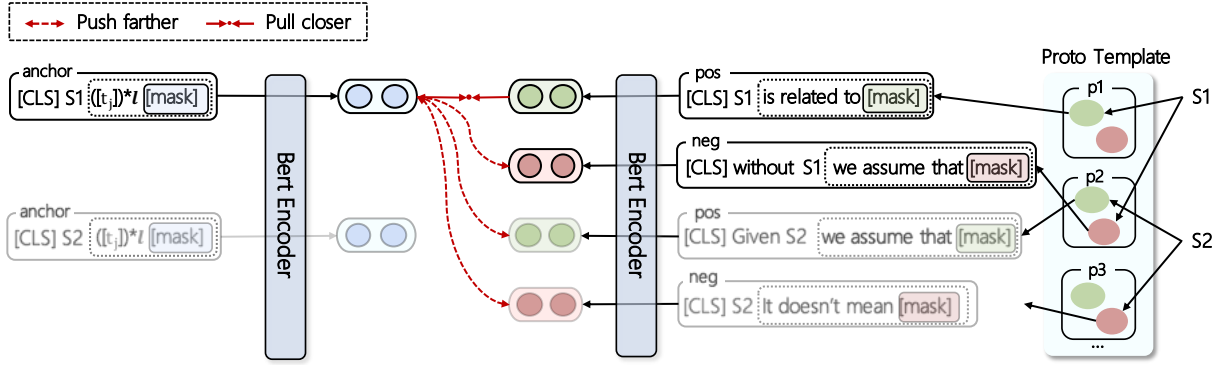 Push farther Pull closer
Proto Template
anchor
[CLS] S1 ([tj])*l [mask]
Bert Encoder
Bert Encoder
pos
[CLS] S1 is related to [mask]
p1
S1
neg
[CLS] without S1 we assume that [mask]
p2
anchor
[CLS] S2 ([tj])*l [mask]
pos
[CLS] Given S2 we assume that [mask]
S2
neg
[CLS] S2 It doesn't mean [mask]
p3
...